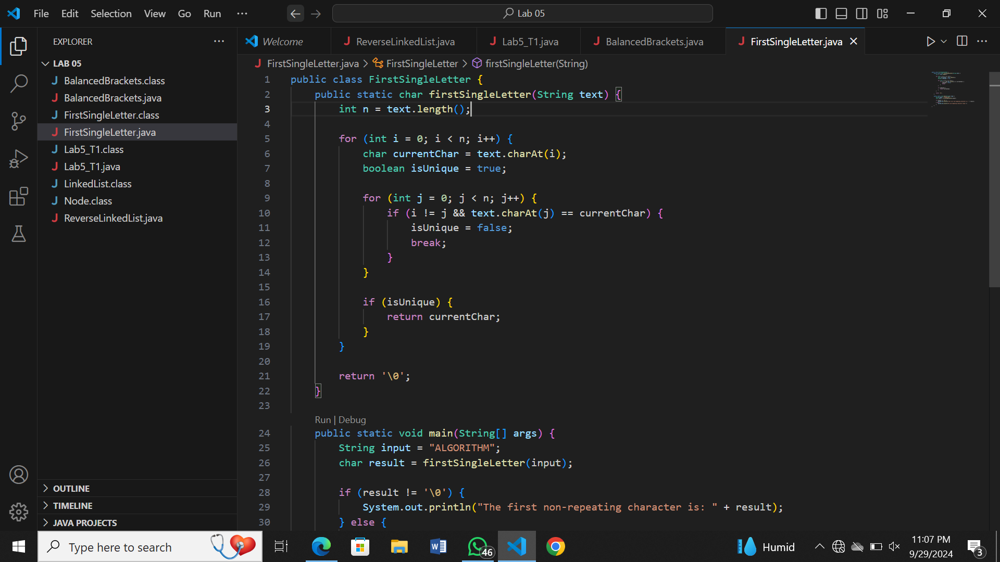 File Edit Selection View Go Run ··· Lab 05
EXPLORER ···
Welcome ReverseLinkedList.java Lab5_T1.java BalancedBrackets.java FirstSingleLetter.java
LAB 05
BalancedBrackets.class
BalancedBrackets.java
FirstSingleLetter.class
FirstSingleLetter.java
Lab5_T1.class
Lab5_T1.java
LinkedList.class
Node.class
ReverseLinkedList.java
OUTLINE
TIMELINE
JAVA PROJECTS
FirstSingleLetter.java > FirstSingleLetter > firstSingleLetter(String)
1 public class FirstSingleLetter {
2 public static char firstSingleLetter(String text) {
3 int n = text.length();
4
5 for (int i = 0; i < n; i++) {
6 char currentChar = text.charAt(i);
7 boolean isUnique = true;
8
9 for (int j = 0; j < n; j++) {
10 if (i != j && text.charAt(j) == currentChar) {
11 isUnique = false;
12 break;
13 }
14 }
15
16 if (isUnique) {
17 return currentChar;
18 }
19 }
20
21 return '\0';
22 }
23
Run | Debug
24 public static void main(String[] args) {
25 String input = "ALGORITHM";
26 char result = firstSingleLetter(input);
27
28 if (result != '\0') {
29 System.out.println("The first non-repeating character is: " + result);
30 } else {
Type here to search
46
Humid
11:07 PM
9/29/2024
3